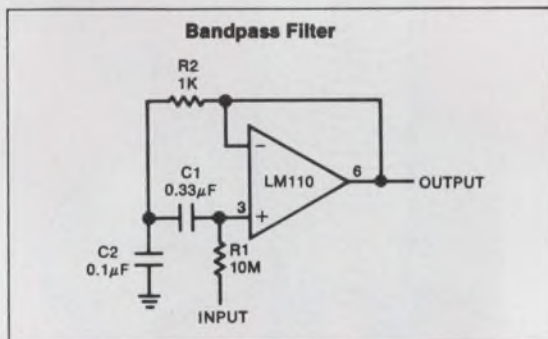 Bandpass Filter
R2
1K
C1
0.33µF
−
LM110
6
OUTPUT
3
+
C2
0.1µF
R1
10M
INPUT